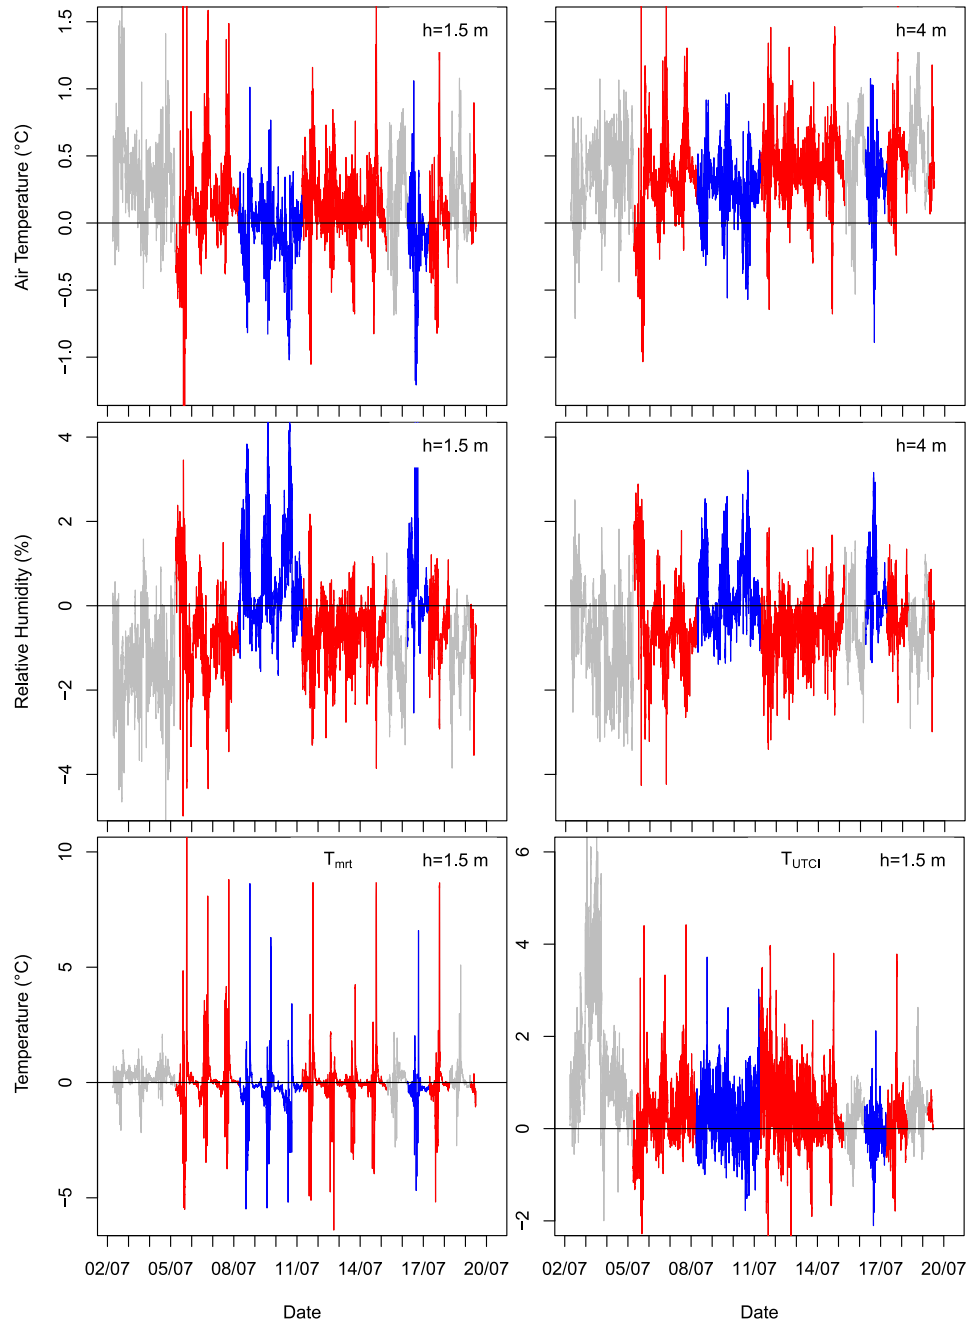 h=1.5 m
h=4 m
Air Temperature (°C)
1.5
1.0
0.5
0.0
−0.5
−1.0
h=1.5 m
h=4 m
Relative Humidity (%)
4
2
0
−2
−4
Tmrt
h=1.5 m
TUTCI
h=1.5 m
Temperature (°C)
10
5
0
−5
6
4
2
0
−2
02/07 05/07 08/07 11/07 14/07 17/07 20/07
02/07 05/07 08/07 11/07 14/07 17/07 20/07
Date
Date